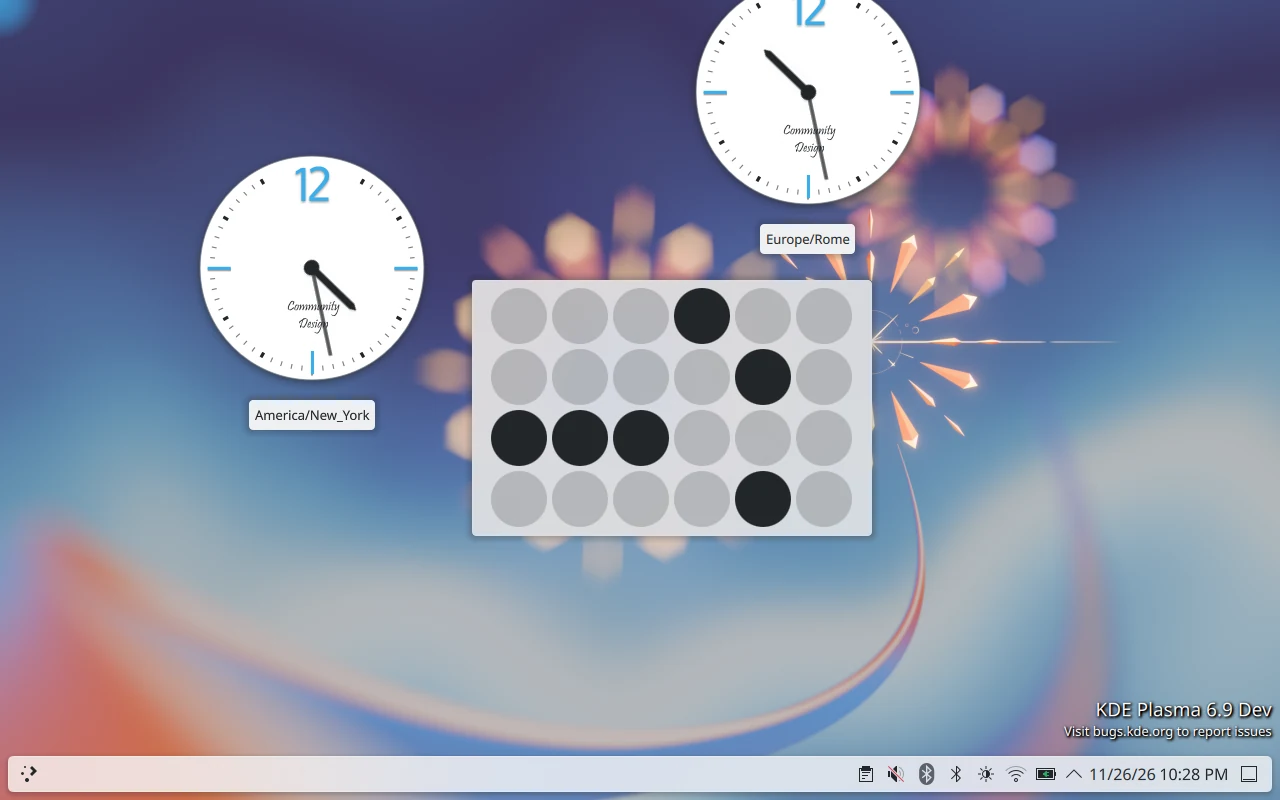 12
Community
Design
Europe/Rome
12
Community
Design
America/New_York
KDE Plasma 6.9 Dev
Visit bugs.kde.org to report issues
11/26/26 10:28 PM